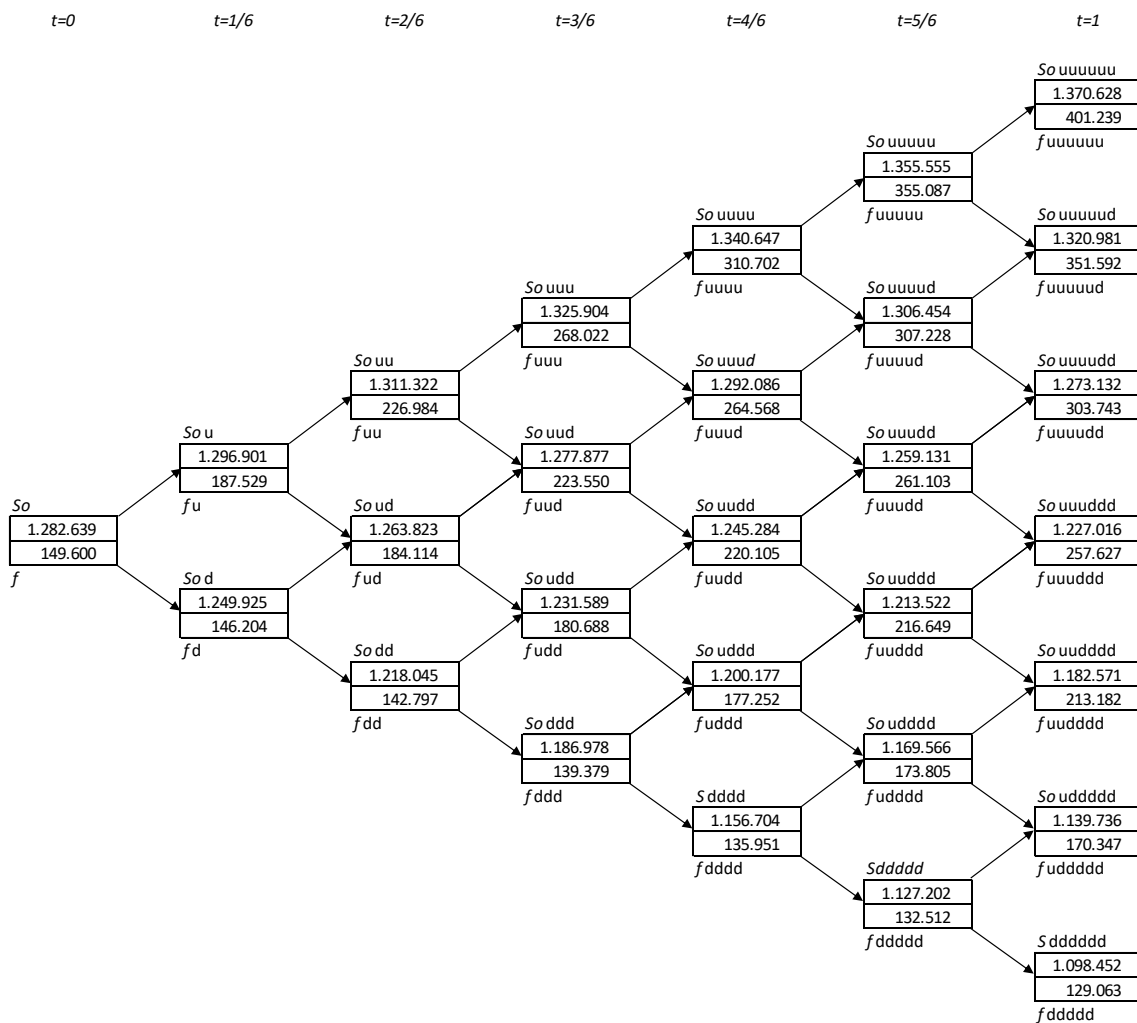 t=0 t=1/6 t=2/6 t=3/6 t=4/6 t=5/6 t=1
So uuuuuu
1.370.628
401.239
f uuuuuu
So uuuuu
1.355.555
355.087
f uuuuu
So uuuu
1.340.647
310.702
f uuuu
So uuuuud
1.320.981
351.592
f uuuuud
So uuu
1.325.904
268.022
f uuu
So uuuud
1.306.454
307.228
f uuuud
So uu
1.311.322
226.984
f uu
So uuud
1.292.086
264.568
f uuud
So uuuudd
1.273.132
303.743
f uuuudd
So u
1.296.901
187.529
f u
So uud
1.277.877
223.550
f uud
So uuudd
1.259.131
261.103
f uuudd
So
1.282.639
149.600
f
So ud
1.263.823
184.114
f ud
So uudd
1.245.284
220.105
f uudd
So uuuddd
1.227.016
257.627
f uuuddd
So d
1.249.925
146.204
f d
So udd
1.231.589
180.688
f udd
So uuddd
1.213.522
216.649
f uuddd
So dd
1.218.045
142.797
f dd
So uddd
1.200.177
177.252
f uddd
So uudddd
1.182.571
213.182
f uudddd
So ddd
1.186.978
139.379
f ddd
So udddd
1.169.566
173.805
f udddd
S dddd
1.156.704
135.951
f dddd
So uddddd
1.139.736
170.347
f uddddd
Sddddd
1.127.202
132.512
f ddddd
S dddddd
1.098.452
129.063
f ddddd